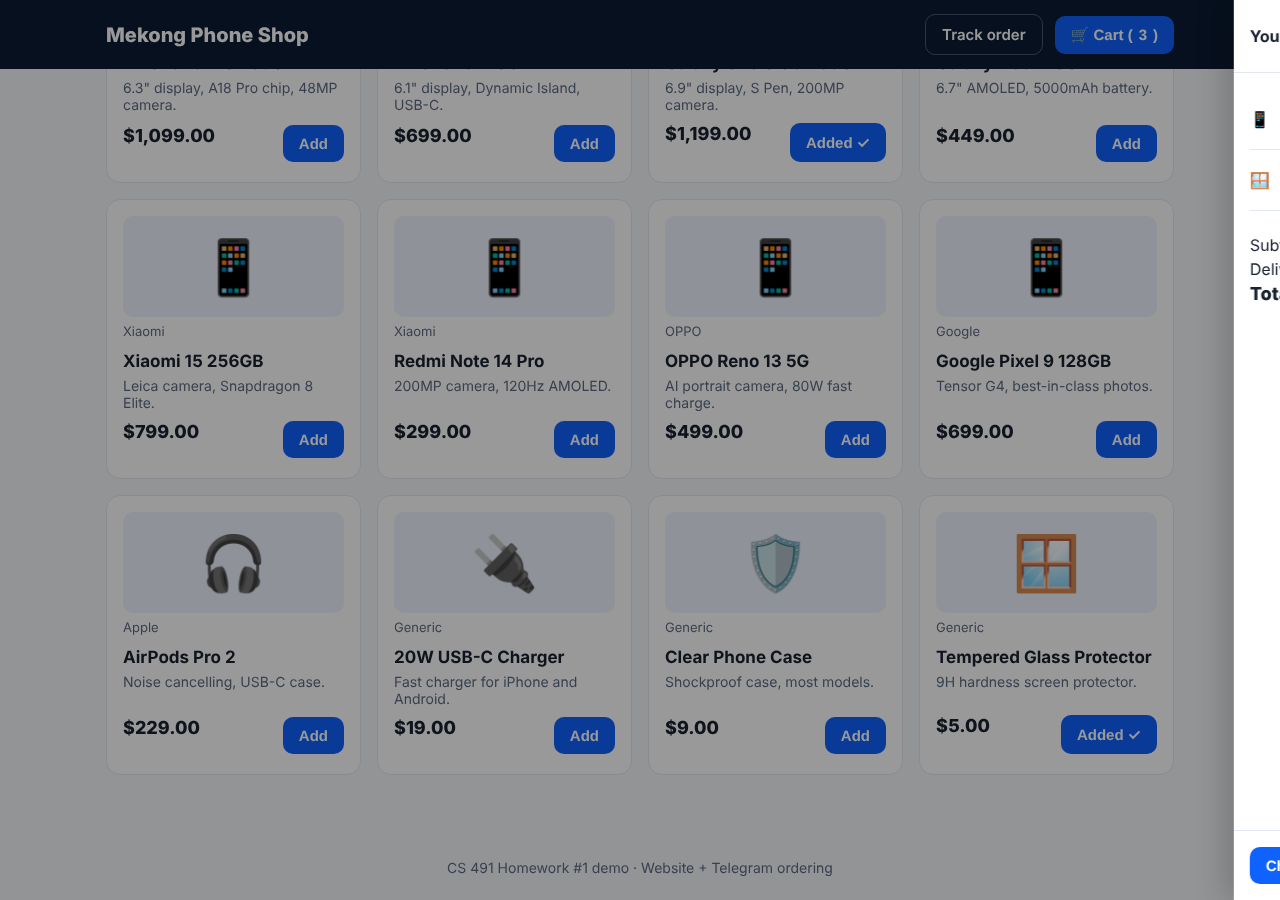 Mekong Phone Shop
Track order
Cart ( 3 )
6.3" display, A18 Pro chip, 48MP
camera.
$1,099.00
Add
6.1" display, Dynamic Island,
USB-C.
$699.00
Add
6.9" display, S Pen, 200MP
camera.
$1,199.00
Added ✓
6.7" AMOLED, 5000mAh battery.
$449.00
Add
Xiaomi
Xiaomi 15 256GB
Leica camera, Snapdragon 8
Elite.
$799.00
Add
Xiaomi
Redmi Note 14 Pro
200MP camera, 120Hz AMOLED.
$299.00
Add
OPPO
OPPO Reno 13 5G
AI portrait camera, 80W fast
charge.
$499.00
Add
Google
Google Pixel 9 128GB
Tensor G4, best-in-class photos.
$699.00
Add
Apple
AirPods Pro 2
Noise cancelling, USB-C case.
$229.00
Add
Generic
20W USB-C Charger
Fast charger for iPhone and
Android.
$19.00
Add
Generic
Clear Phone Case
Shockproof case, most models.
$9.00
Add
Generic
Tempered Glass Protector
9H hardness screen protector.
$5.00
Added ✓
CS 491 Homework #1 demo · Website + Telegram ordering
You
Sub
Deli
Tot